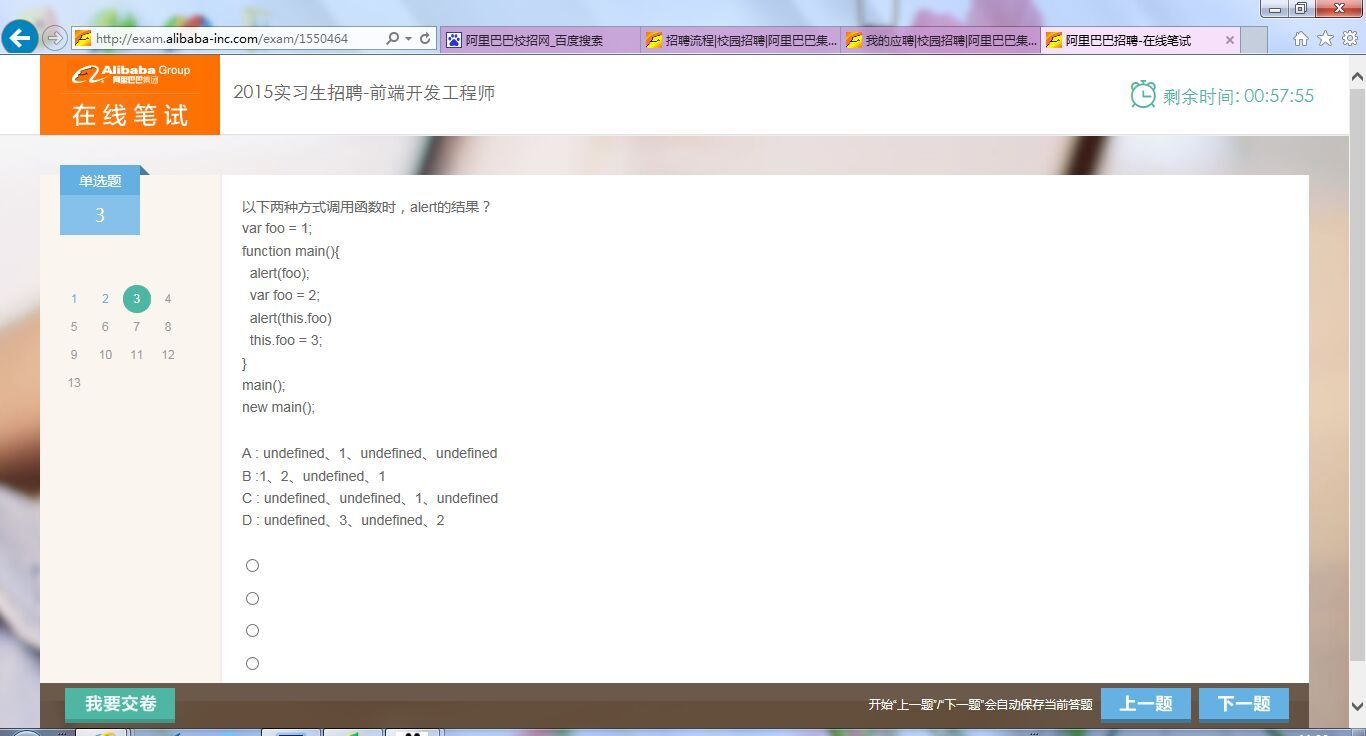 http://exam.alibaba-inc.com/exam/1550464
阿里巴巴校招网_百度搜索
招聘流程|校园招聘|阿里巴巴集...
我的应聘|校园招聘|阿里巴巴集...
阿里巴巴招聘-在线笔试
Alibaba Group
阿里巴巴集团
在线笔试
2015实习生招聘-前端开发工程师
剩余时间: 00:57:55
单选题
3
1 2 3 4
5 6 7 8
9 10 11 12
13
以下两种方式调用函数时，alert的结果？
var foo = 1;
function main(){
alert(foo);
var foo = 2;
alert(this.foo)
this.foo = 3;
}
main();
new main();
A : undefined、1、undefined、undefined
B :1、2、undefined、1
C : undefined、undefined、1、undefined
D : undefined、3、undefined、2
我要交卷
开始“上一题”/“下一题”会自动保存当前答题
上一题
下一题